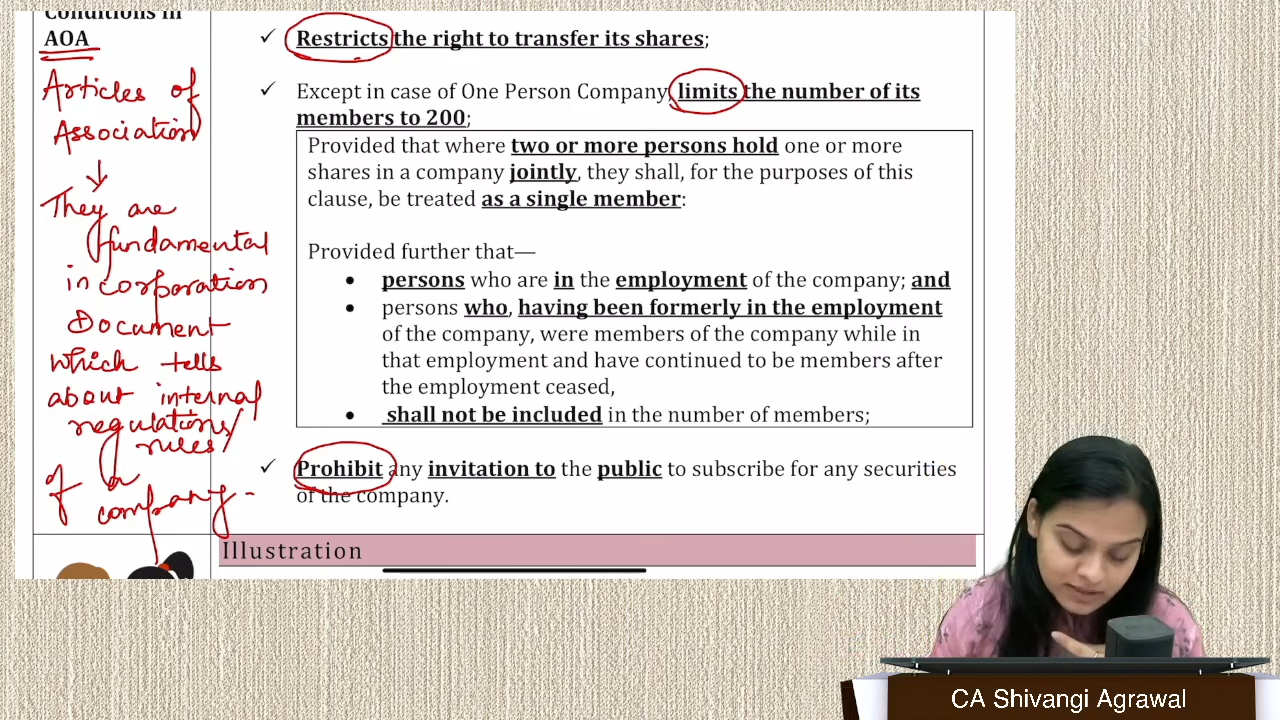 Conditions in
AOA
Articles of
Association
↓
They are
fundamental
incorporation
Document
which tells
about internal
regulations/
rules
of a
company.
✓ Restricts the right to transfer its shares;
✓ Except in case of One Person Company, limits the number of its
members to 200;
Provided that where two or more persons hold one or more
shares in a company jointly, they shall, for the purposes of this
clause, be treated as a single member:
Provided further that—
• persons who are in the employment of the company; and
• persons who, having been formerly in the employment
of the company, were members of the company while in
that employment and have continued to be members after
the employment ceased,
• shall not be included in the number of members;
✓ Prohibit any invitation to the public to subscribe for any securities
of the company.
Illustration
CA Shivangi Agrawal